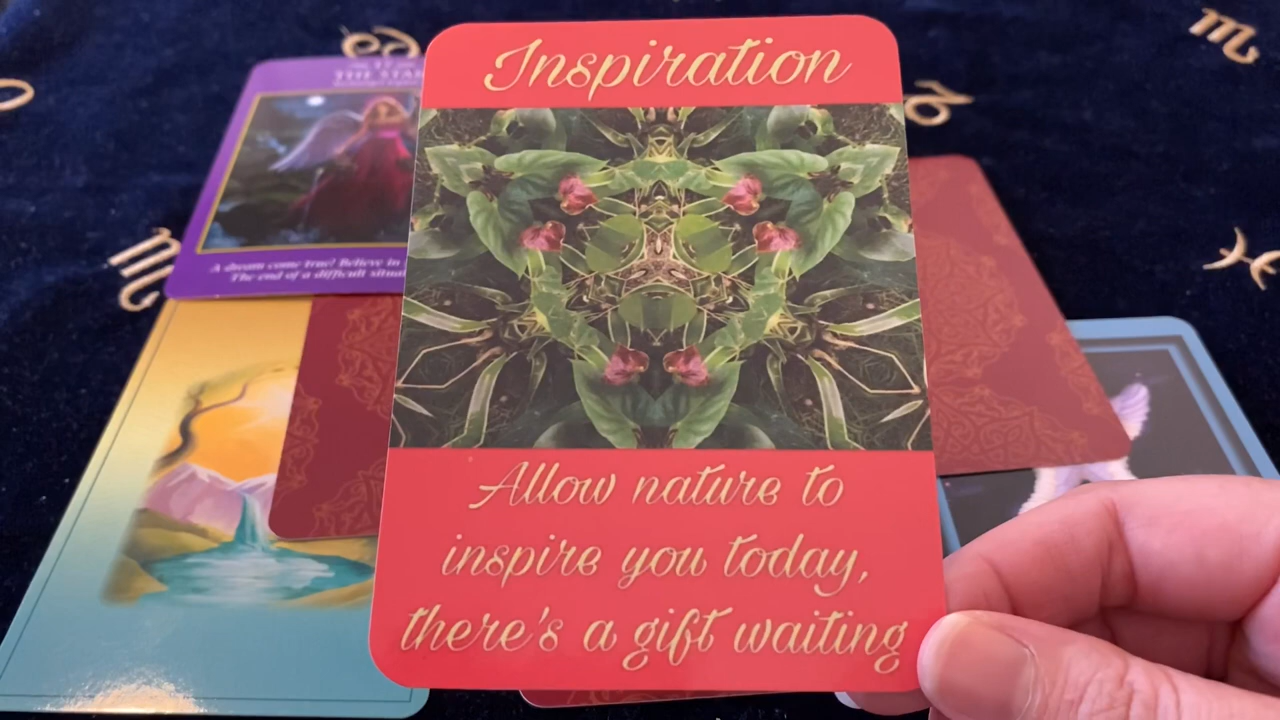 Inspiration
Allow nature to
inspire you today,
there's a gift waiting
THE STAR
A dream come true! Believe in
The end of a difficult